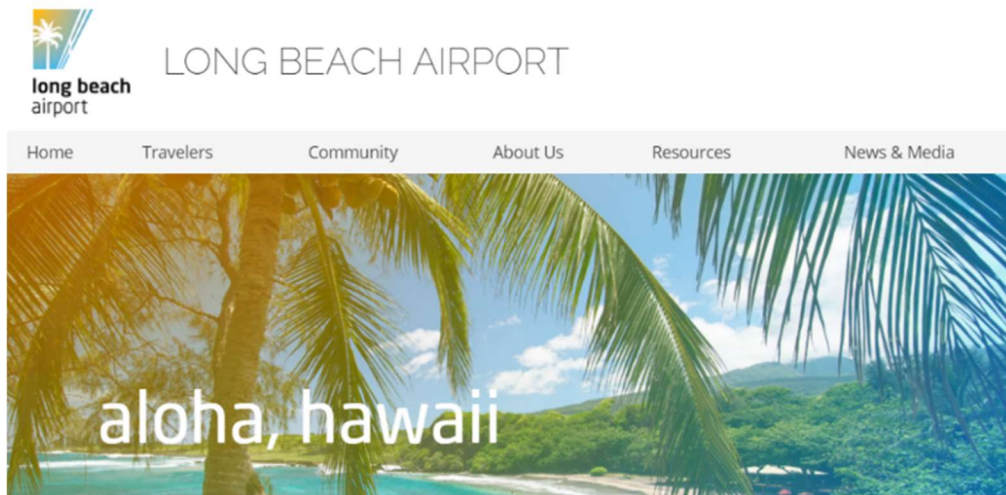 long beach
airport
LONG BEACH AIRPORT
Home Travelers Community About Us Resources News & Media
aloha, hawaii